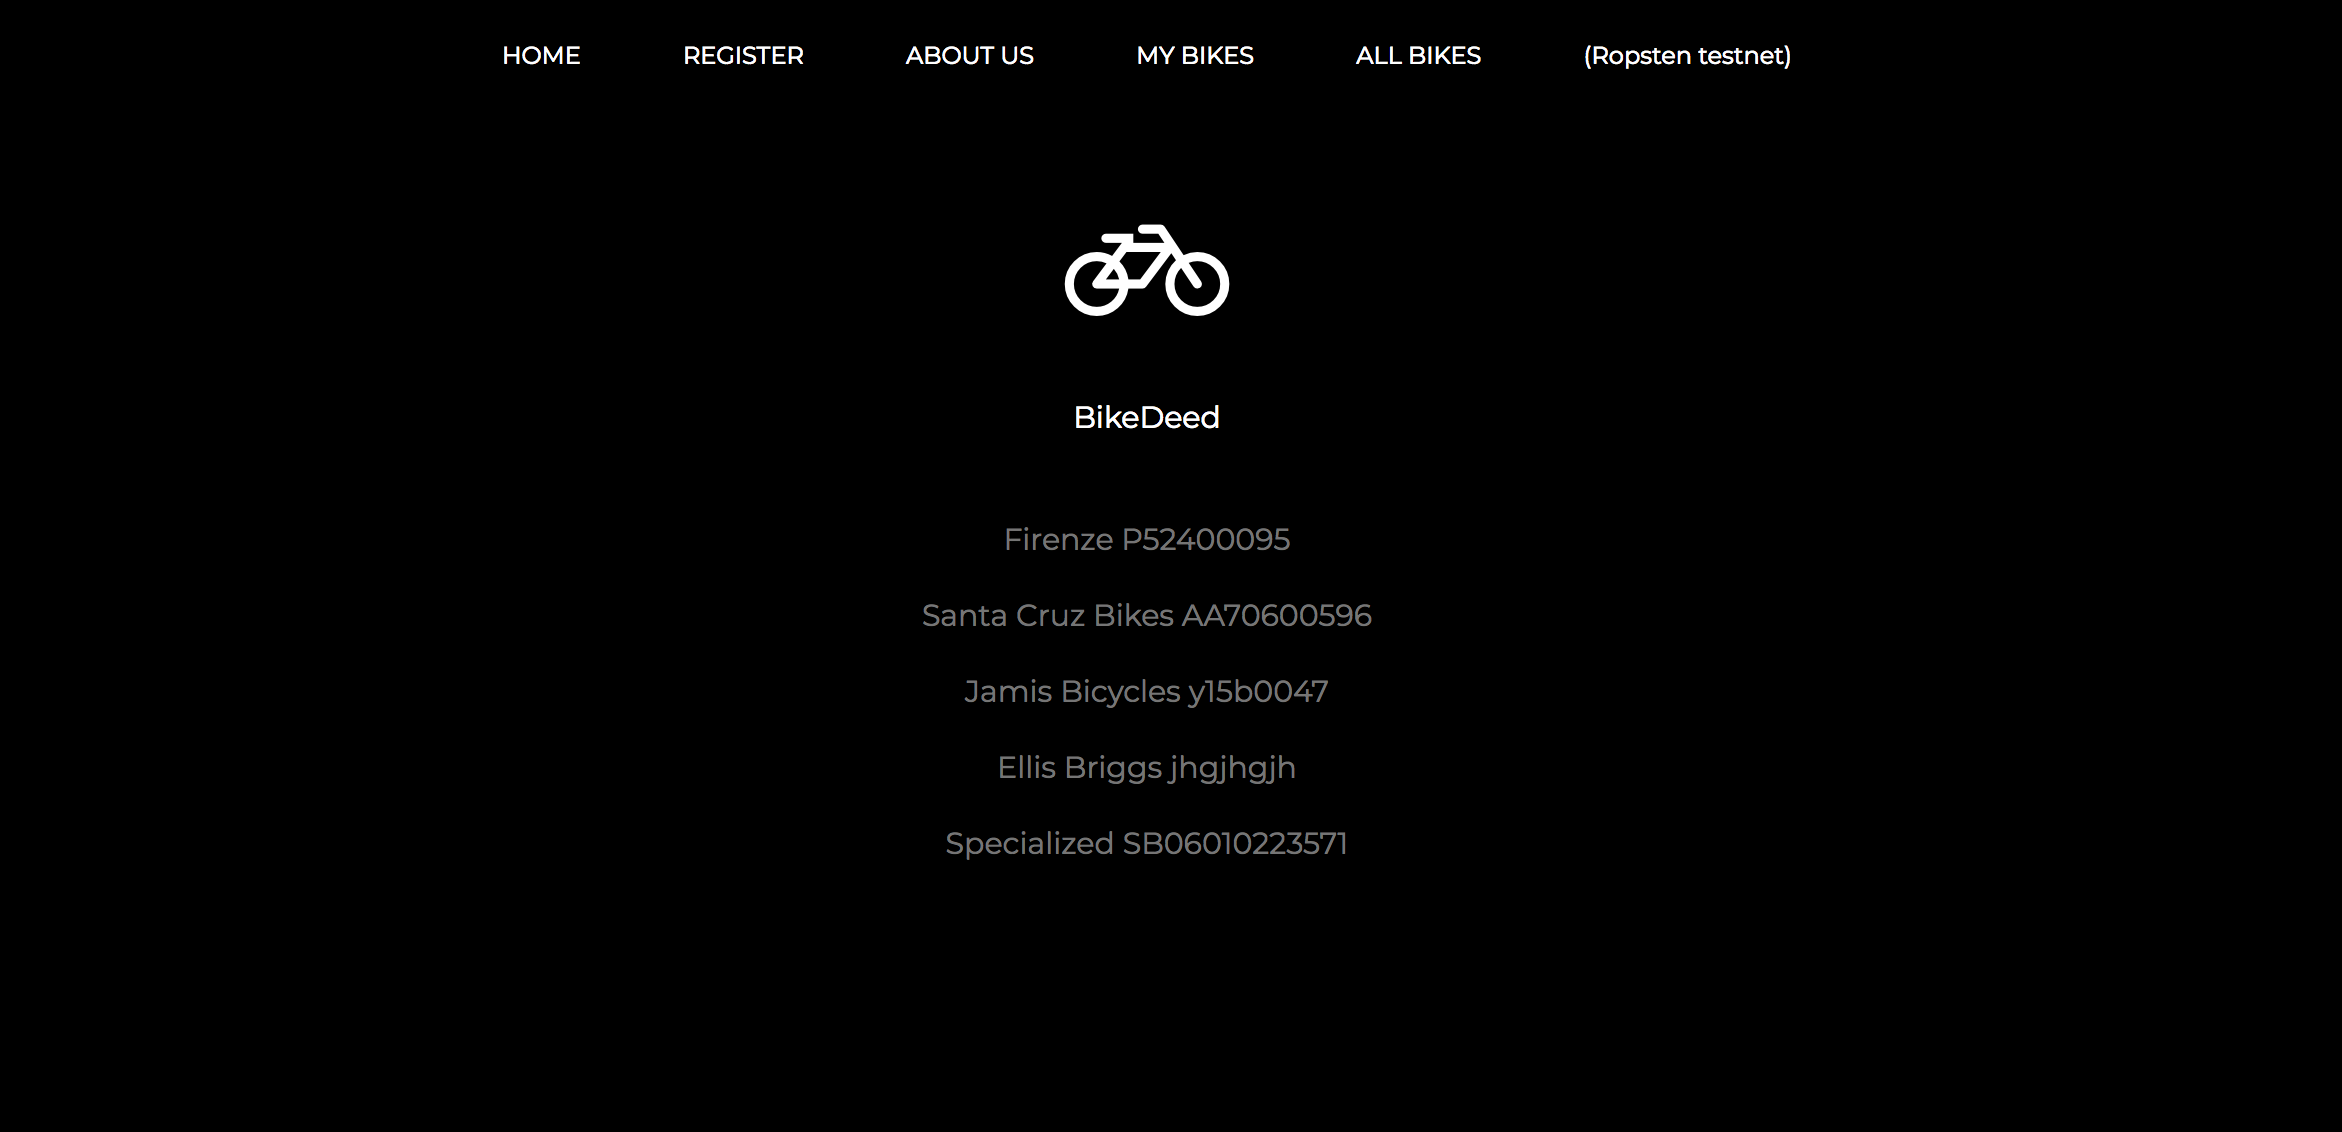 HOME REGISTER ABOUT US MY BIKES ALL BIKES (Ropsten testnet)
BikeDeed
Firenze P52400095
Santa Cruz Bikes AA70600596
Jamis Bicycles y15b0047
Ellis Briggs jhgjhgjh
Specialized SB06010223571